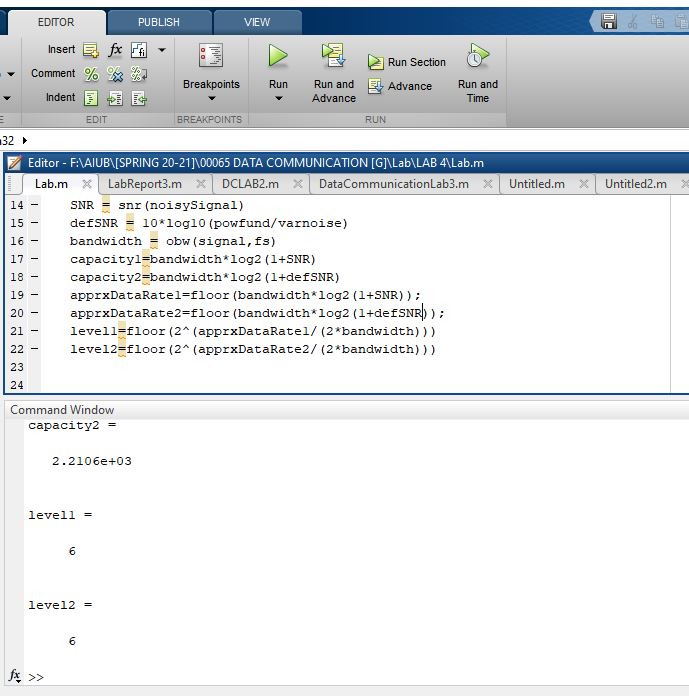 EDITOR PUBLISH VIEW
Insert fx fi
Comment % % %
Indent
EDIT
Breakpoints
BREAKPOINTS
Run
Run and Advance
Run Section
Advance
Run and Time
RUN
32
Editor - F:\AIUB\[SPRING 20-21]\00065 DATA COMMUNICATION [G]\Lab\LAB 4\Lab.m
Lab.m LabReport3.m DCLAB2.m DataCommunicationLab3.m Untitled.m Untitled2.m
14 - SNR = snr(noisySignal)
15 - defSNR = 10*log10(powfund/varnoise)
16 - bandwidth = obw(signal,fs)
17 - capacity1=bandwidth*log2(1+SNR)
18 - capacity2=bandwidth*log2(1+defSNR)
19 - apprxDataRate1=floor(bandwidth*log2(1+SNR));
20 - apprxDataRate2=floor(bandwidth*log2(1+defSNR));
21 - level1=floor(2^(apprxDataRate1/(2*bandwidth)))
22 - level2=floor(2^(apprxDataRate2/(2*bandwidth)))
23
24
Command Window
capacity2 =
2.2106e+03
level1 =
6
level2 =
6
fx >>